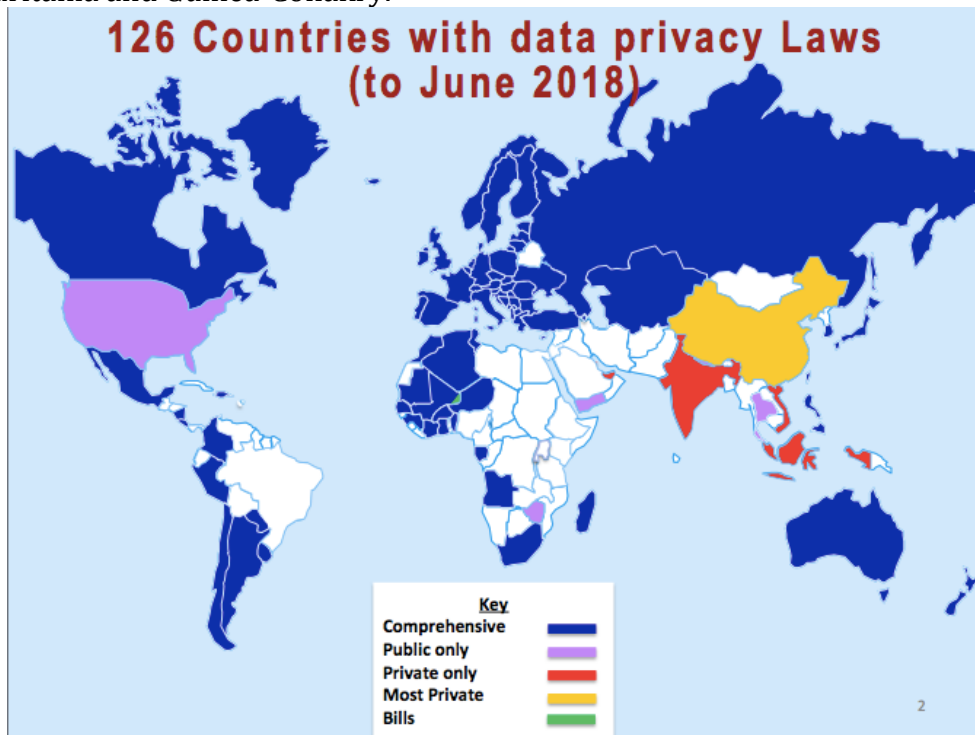 126 Countries with data privacy Laws
(to June 2018)
Key
Comprehensive
Public only
Private only
Most Private
Bills
2